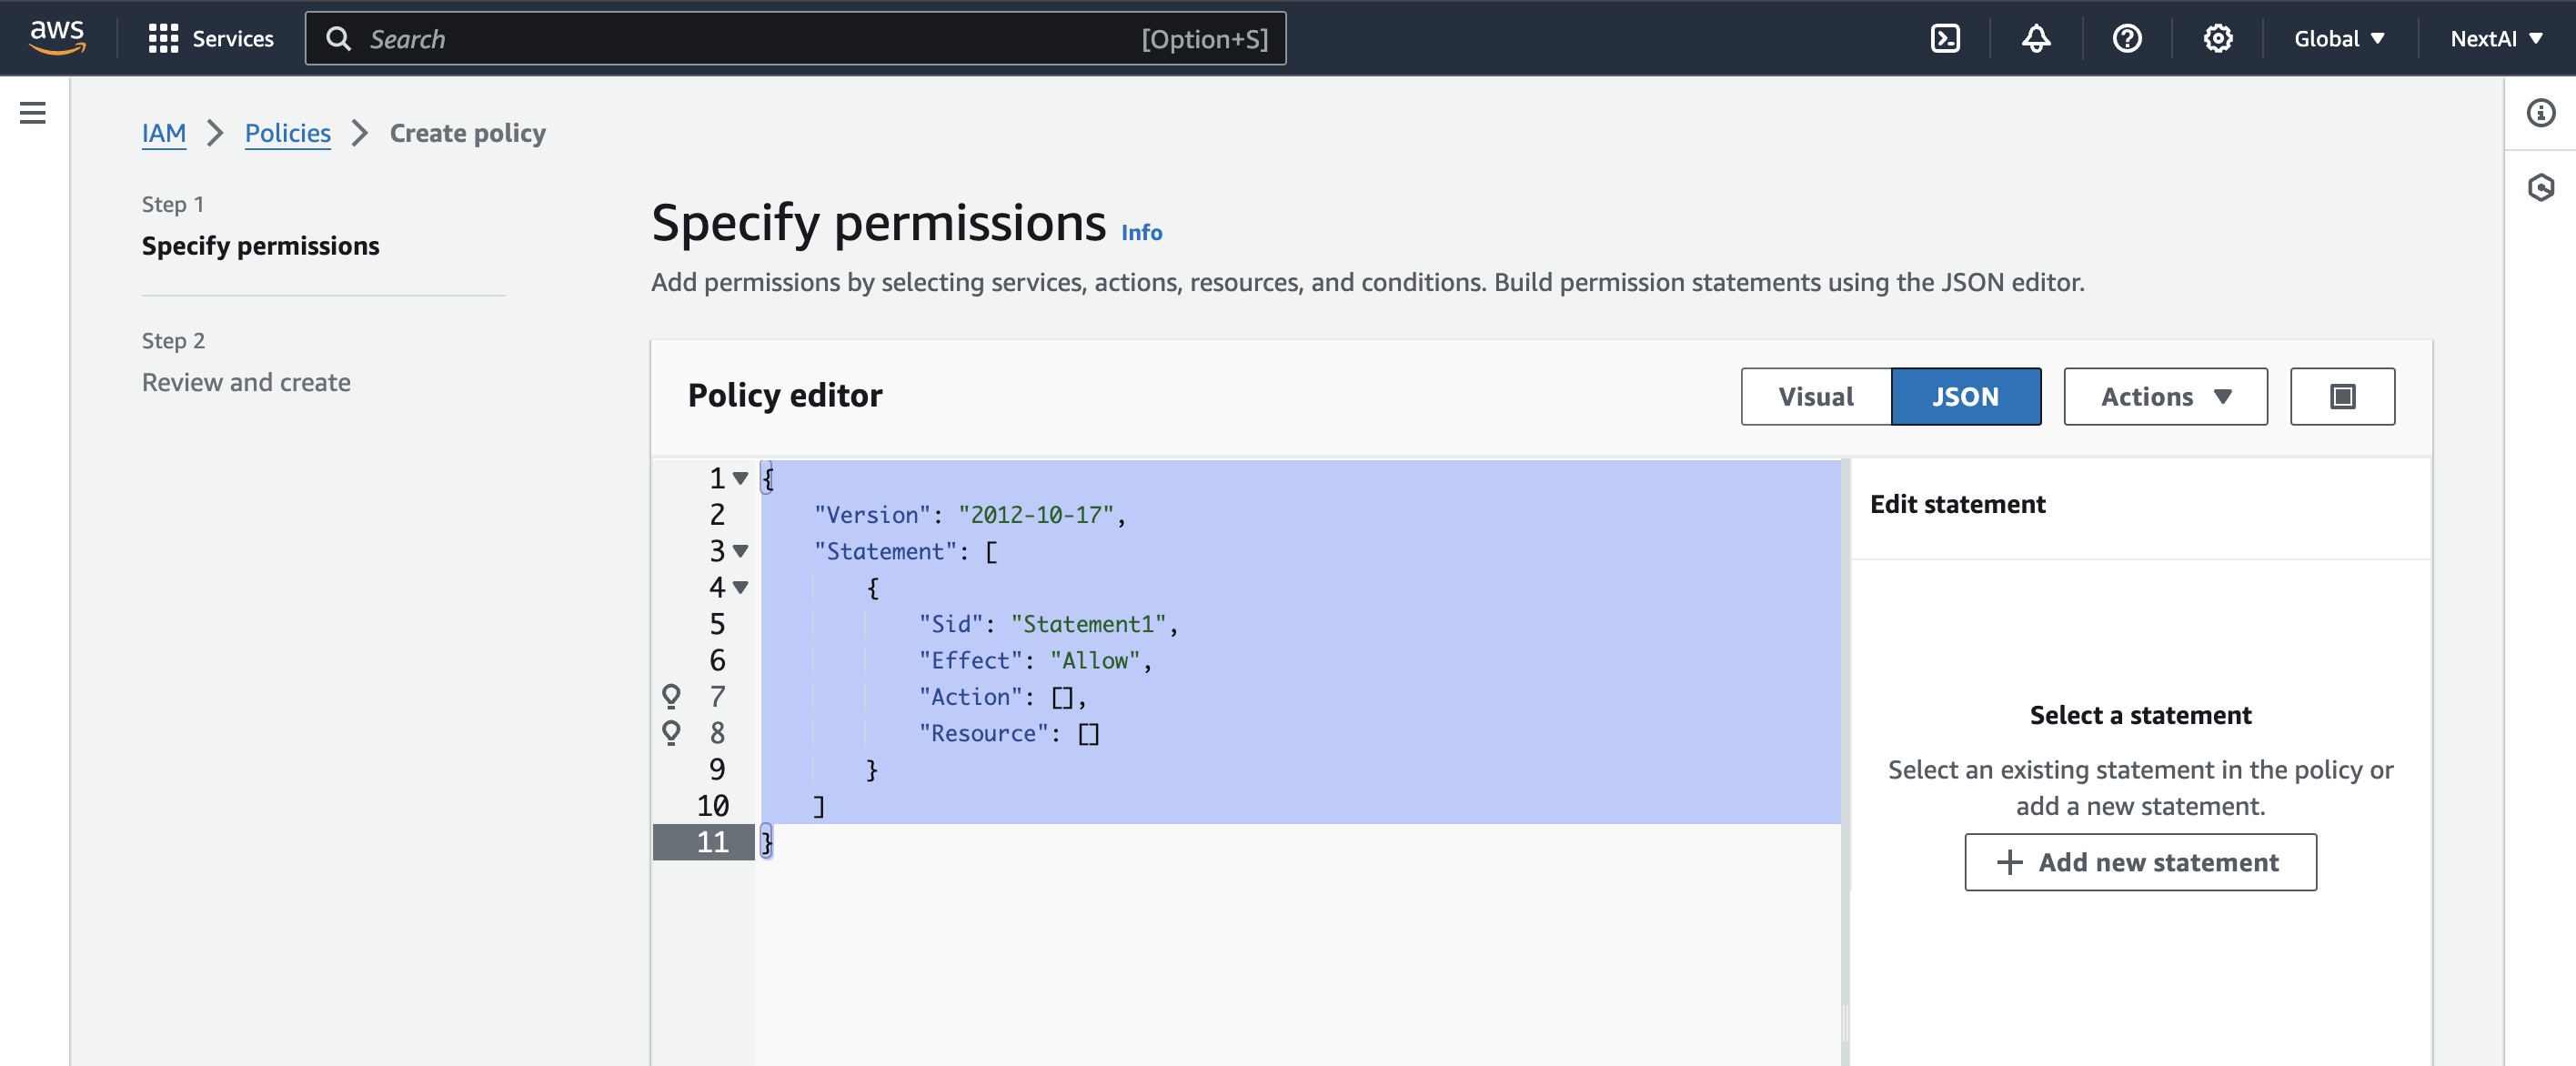 aws
Services
Search
[Option+S]
Global
NextAI
IAM
Policies
Create policy
Step 1
Specify permissions
Step 2
Review and create
Specify permissions Info
Add permissions by selecting services, actions, resources, and conditions. Build permission statements using the JSON editor.
Policy editor
Visual
JSON
Actions
1 {
2 "Version": "2012-10-17",
3 "Statement": [
4 {
5 "Sid": "Statement1",
6 "Effect": "Allow",
7 "Action": [],
8 "Resource": []
9 }
10 ]
11 }
Edit statement
Select a statement
Select an existing statement in the policy or
add a new statement.
+ Add new statement